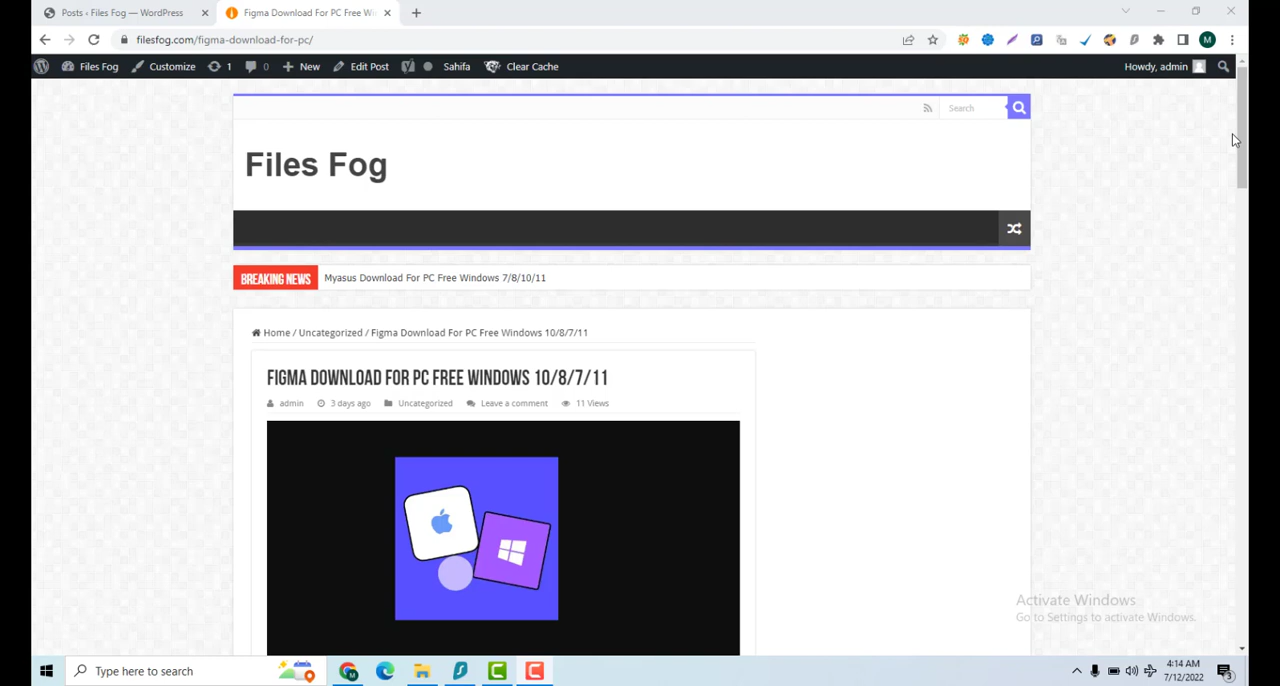 Posts ‹ Files Fog — WordPress
Figma Download For PC Free Win
filesfog.com/figma-download-for-pc/
M
Files Fog
Customize
1
0
New
Edit Post
Sahifa
Clear Cache
Howdy, admin
Search
Files Fog
BREAKING NEWS
Myasus Download For PC Free Windows 7/8/10/11
Home / Uncategorized / Figma Download For PC Free Windows 10/8/7/11
FIGMA DOWNLOAD FOR PC FREE WINDOWS 10/8/7/11
admin
3 days ago
Uncategorized
Leave a comment
11 Views
Activate Windows
Go to Settings to activate Windows.
Type here to search
4:14 AM
7/12/2022
3